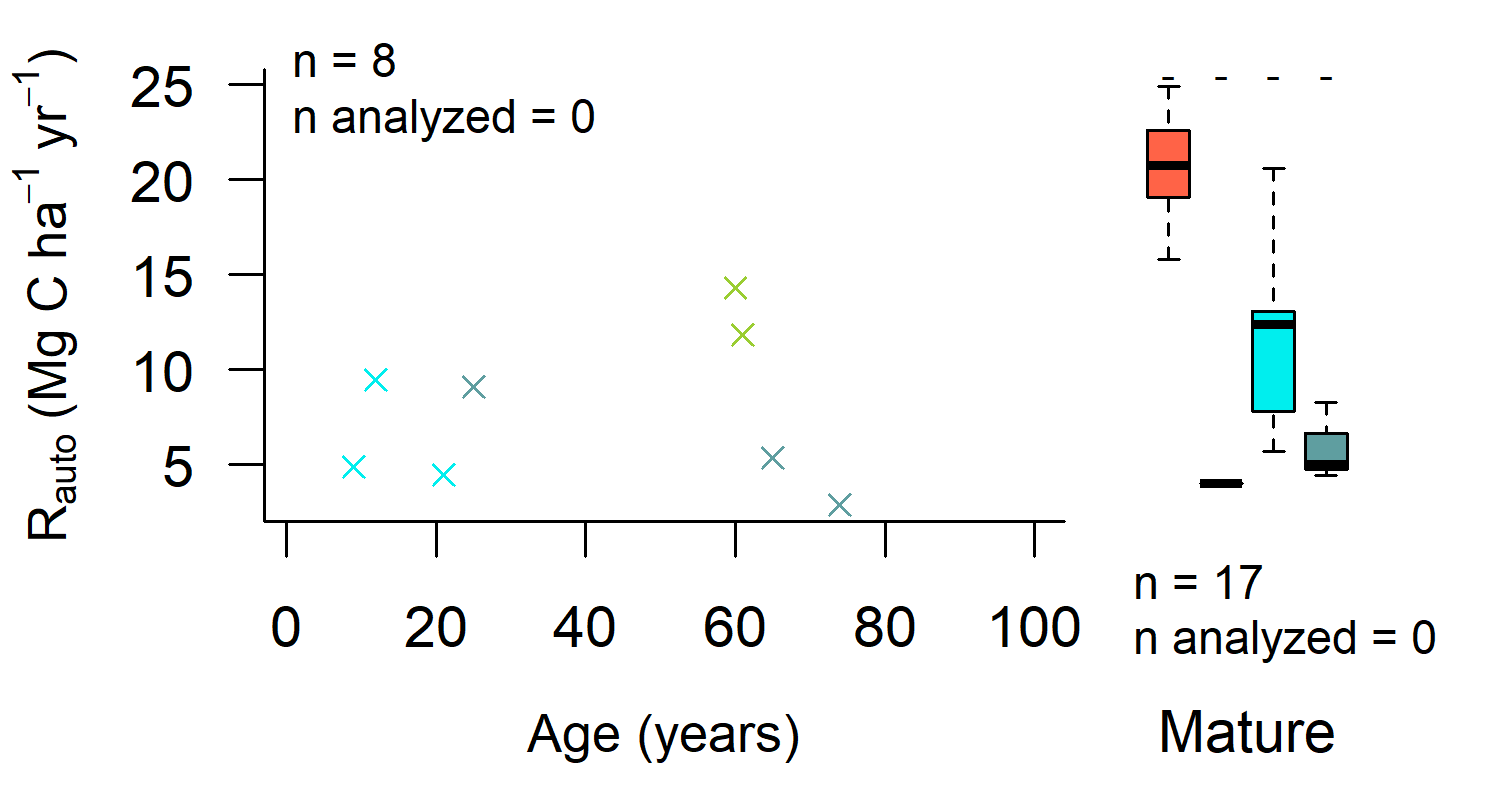 n = 8
n analyzed = 0
R_auto (Mg C ha⁻¹ yr⁻¹)
25
20
15
10
5
0 20 40 60 80 100
Age (years)
- - - -
n = 17
n analyzed = 0
Mature